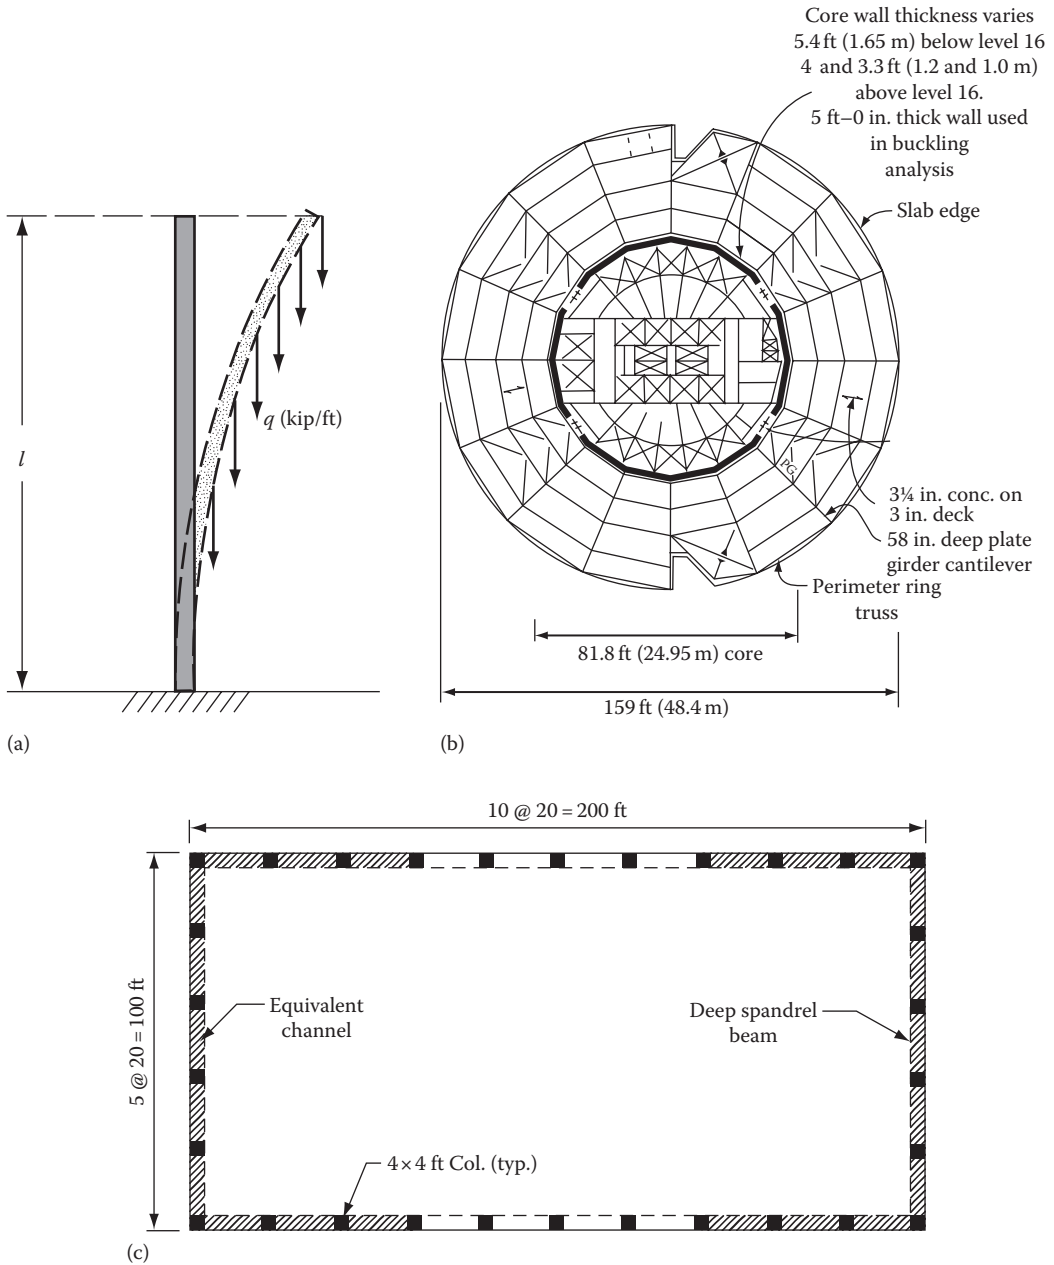 Core wall thickness varies
5.4 ft (1.65 m) below level 16
4 and 3.3 ft (1.2 and 1.0 m)
above level 16.
5 ft–0 in. thick wall used
in buckling
analysis
Slab edge
q (kip/ft)
l
PG.
3¼ in. conc. on
3 in. deck
58 in. deep plate
girder cantilever
Perimeter ring
truss
81.8 ft (24.95 m) core
159 ft (48.4 m)
(a)
(b)
10 @ 20 = 200 ft
5 @ 20 = 100 ft
Equivalent
channel
Deep spandrel
beam
4 × 4 ft Col. (typ.)
(c)